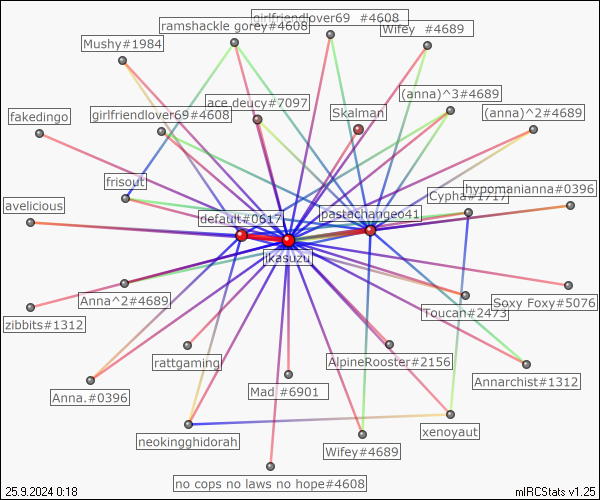 girlfriendlover69 #4608
ramshackle gorey#4608
Wifey #4689
Mushy#1984
(anna)^3#4689
ace deucy#7097
Skalman
(anna)^2#4689
fakedingo
girlfriendlover69#4608
frisout
hypomanianna#0396
Cypha#1717
avelicious
pastachangeo41
default#0617
ikasuzu
Anna^2#4689
Soxy Foxy#5076
Toucan#2473
zibbits#1312
rattgaming
AlpineRooster#2156
Annarchist#1312
Mad #6901
Anna.#0396
xenoyaut
neokingghidorah
Wifey#4689
no cops no laws no hope#4608
25.9.2024 0:18
mIRCStats v1.25